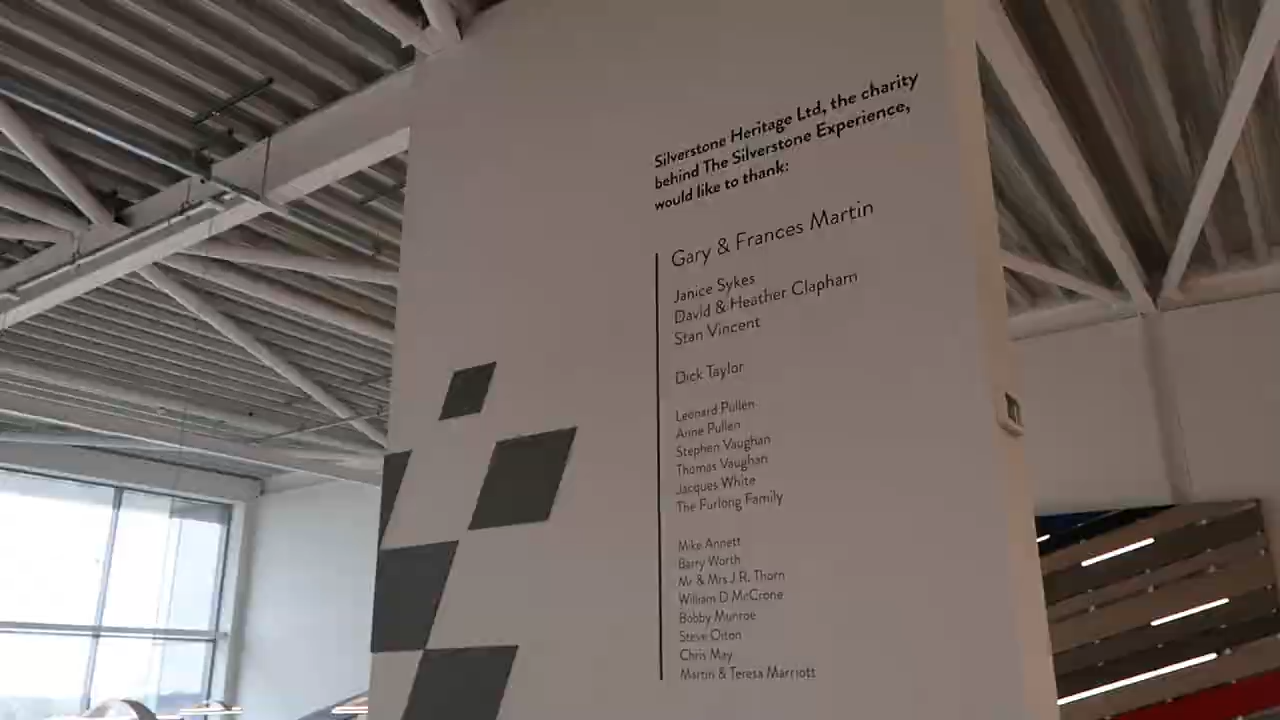 Silverstone Heritage Ltd, the charity
behind The Silverstone Experience,
would like to thank:
Gary & Frances Martin
Janice Sykes
David & Heather Clapham
Stan Vincent
Dick Taylor
Leonard Pullen
Anne Pullen
Stephen Vaughan
Thomas Vaughan
Jacques White
The Furlong Family
Mike Annett
Barry Worth
Mr & Mrs J.R. Thorn
William D McCrone
Bobby Munroe
Steve
Chris May
Martin & Teresa Marriott